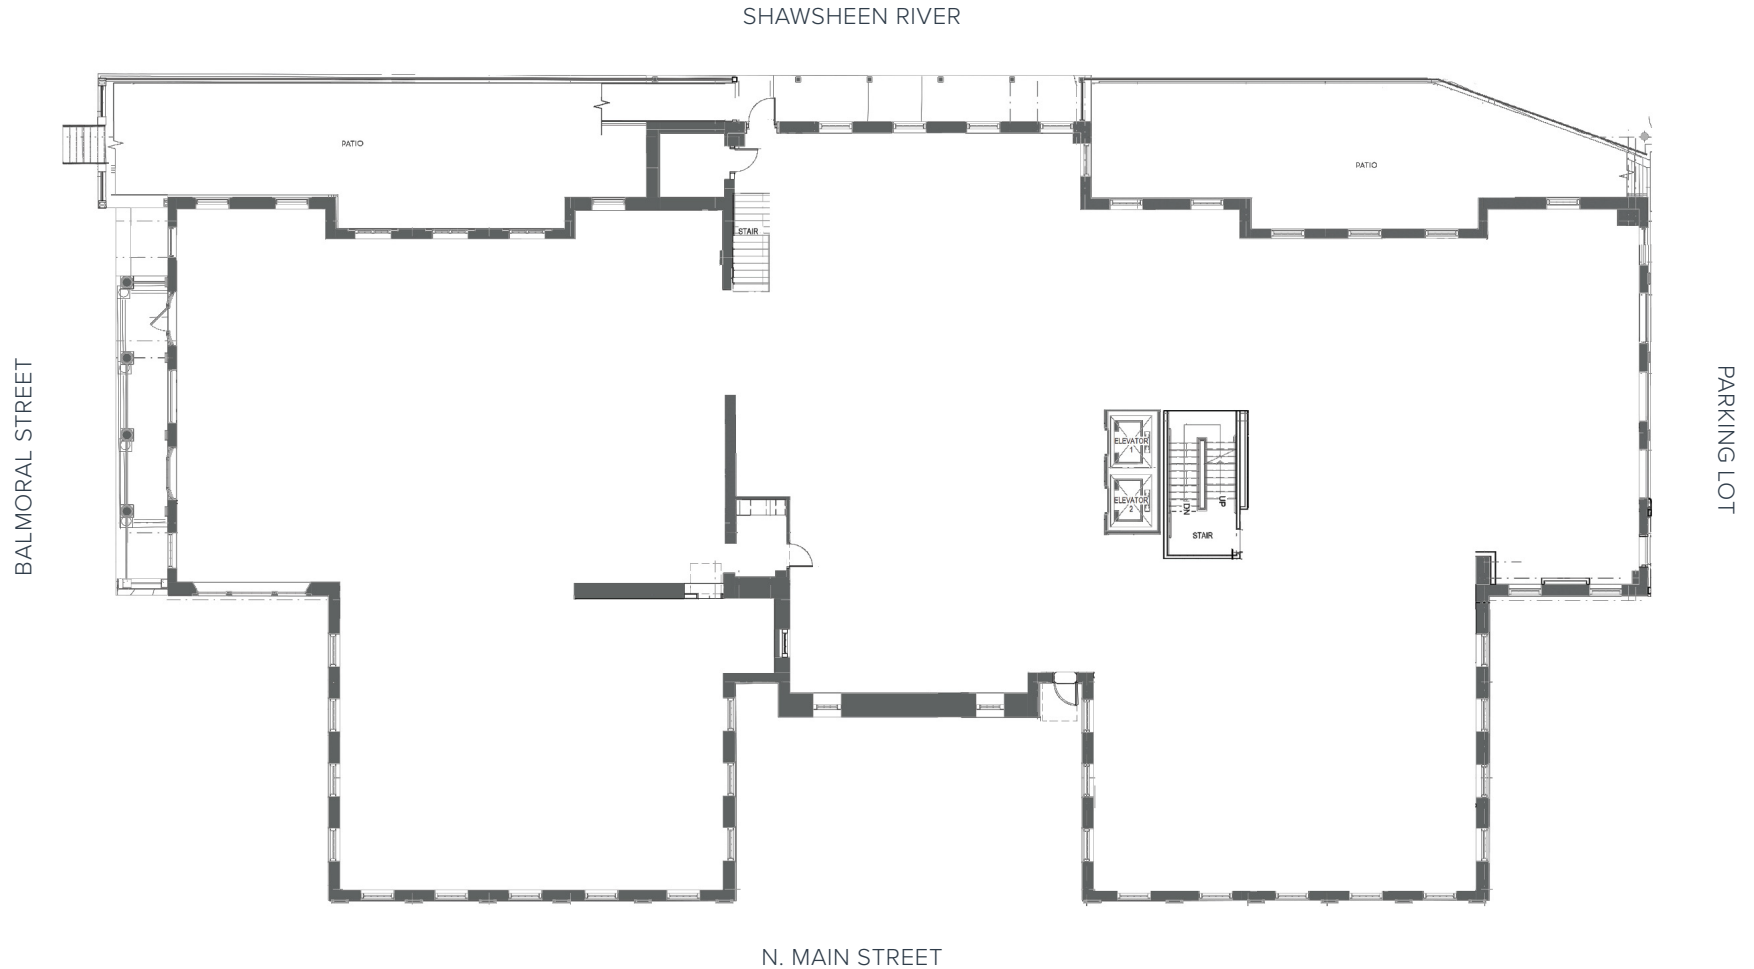 SHAWSHEEN RIVER
PATIO
PATIO
STAIR
BALMORAL STREET
PARKING LOT
ELEVATOR
1
ELEVATOR
2
UP
DN
STAIR
N. MAIN STREET